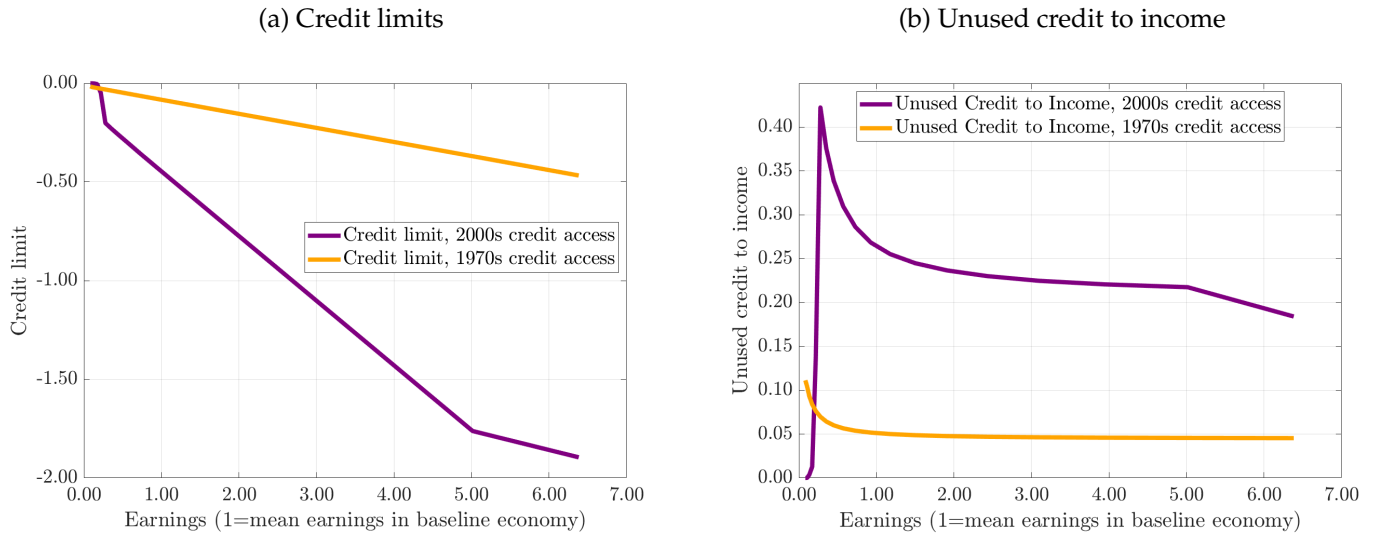 (a) Credit limits
0.00
-0.50
-1.00
-1.50
-2.00
Credit limit
Credit limit, 2000s credit access
Credit limit, 1970s credit access
0.00 1.00 2.00 3.00 4.00 5.00 6.00 7.00
Earnings (1=mean earnings in baseline economy)
(b) Unused credit to income
0.40
0.35
0.30
0.25
0.20
0.15
0.10
0.05
0.00
Unused credit to income
Unused Credit to Income, 2000s credit access
Unused Credit to Income, 1970s credit access
0.00 1.00 2.00 3.00 4.00 5.00 6.00 7.00
Earnings (1=mean earnings in baseline economy)